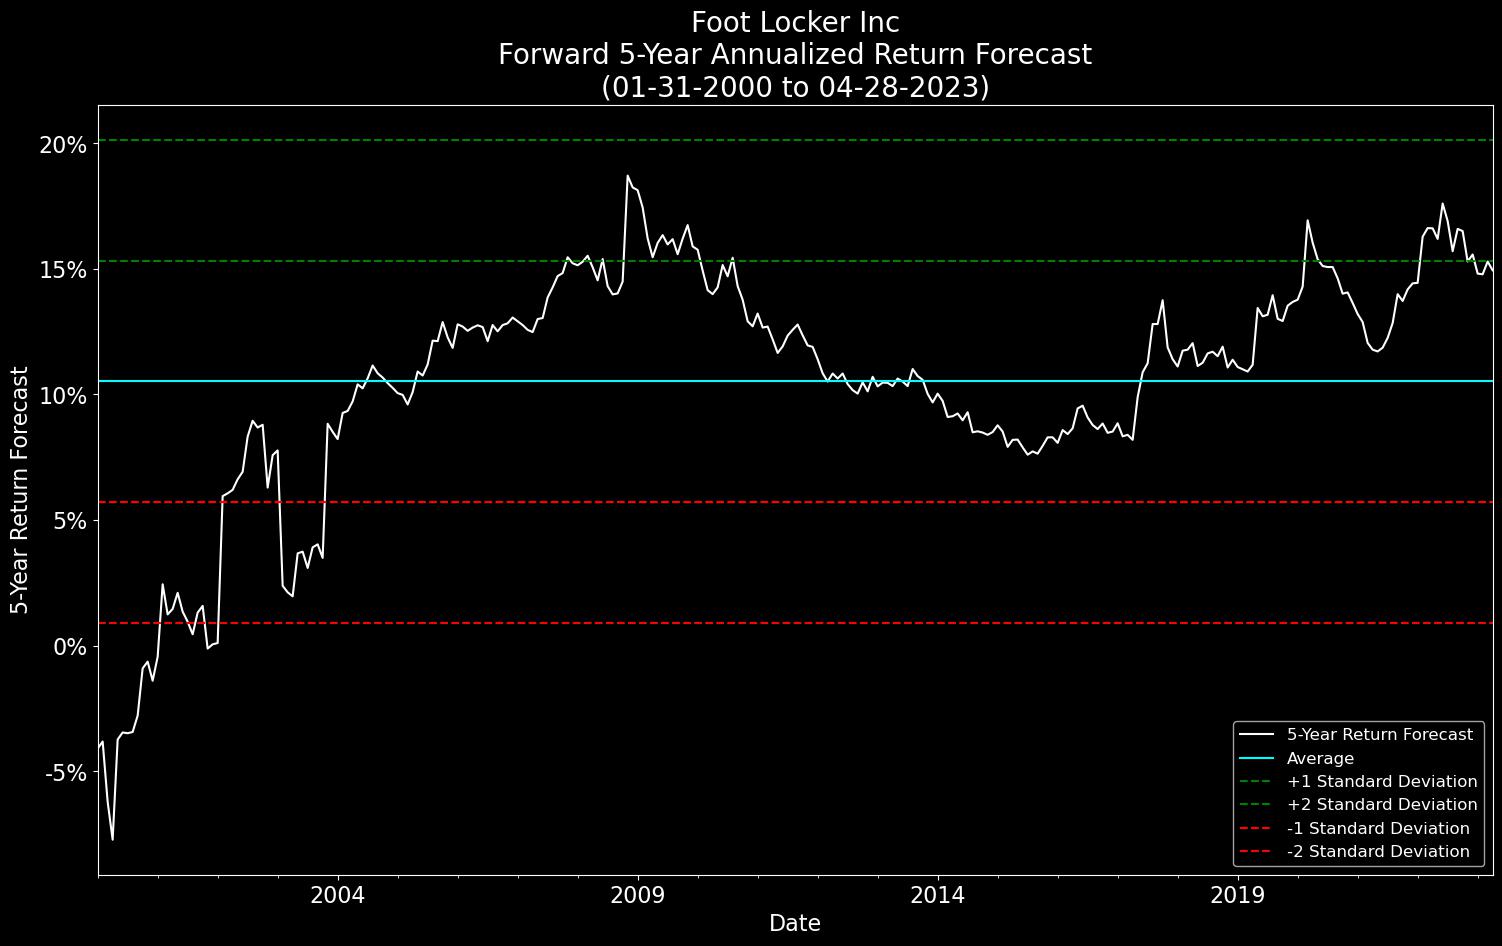 Foot Locker Inc
Forward 5-Year Annualized Return Forecast
(01-31-2000 to 04-28-2023)
5-Year Return Forecast
20%
15%
10%
5%
0%
-5%
2004
2009
2014
2019
Date
5-Year Return Forecast
Average
+1 Standard Deviation
+2 Standard Deviation
-1 Standard Deviation
-2 Standard Deviation